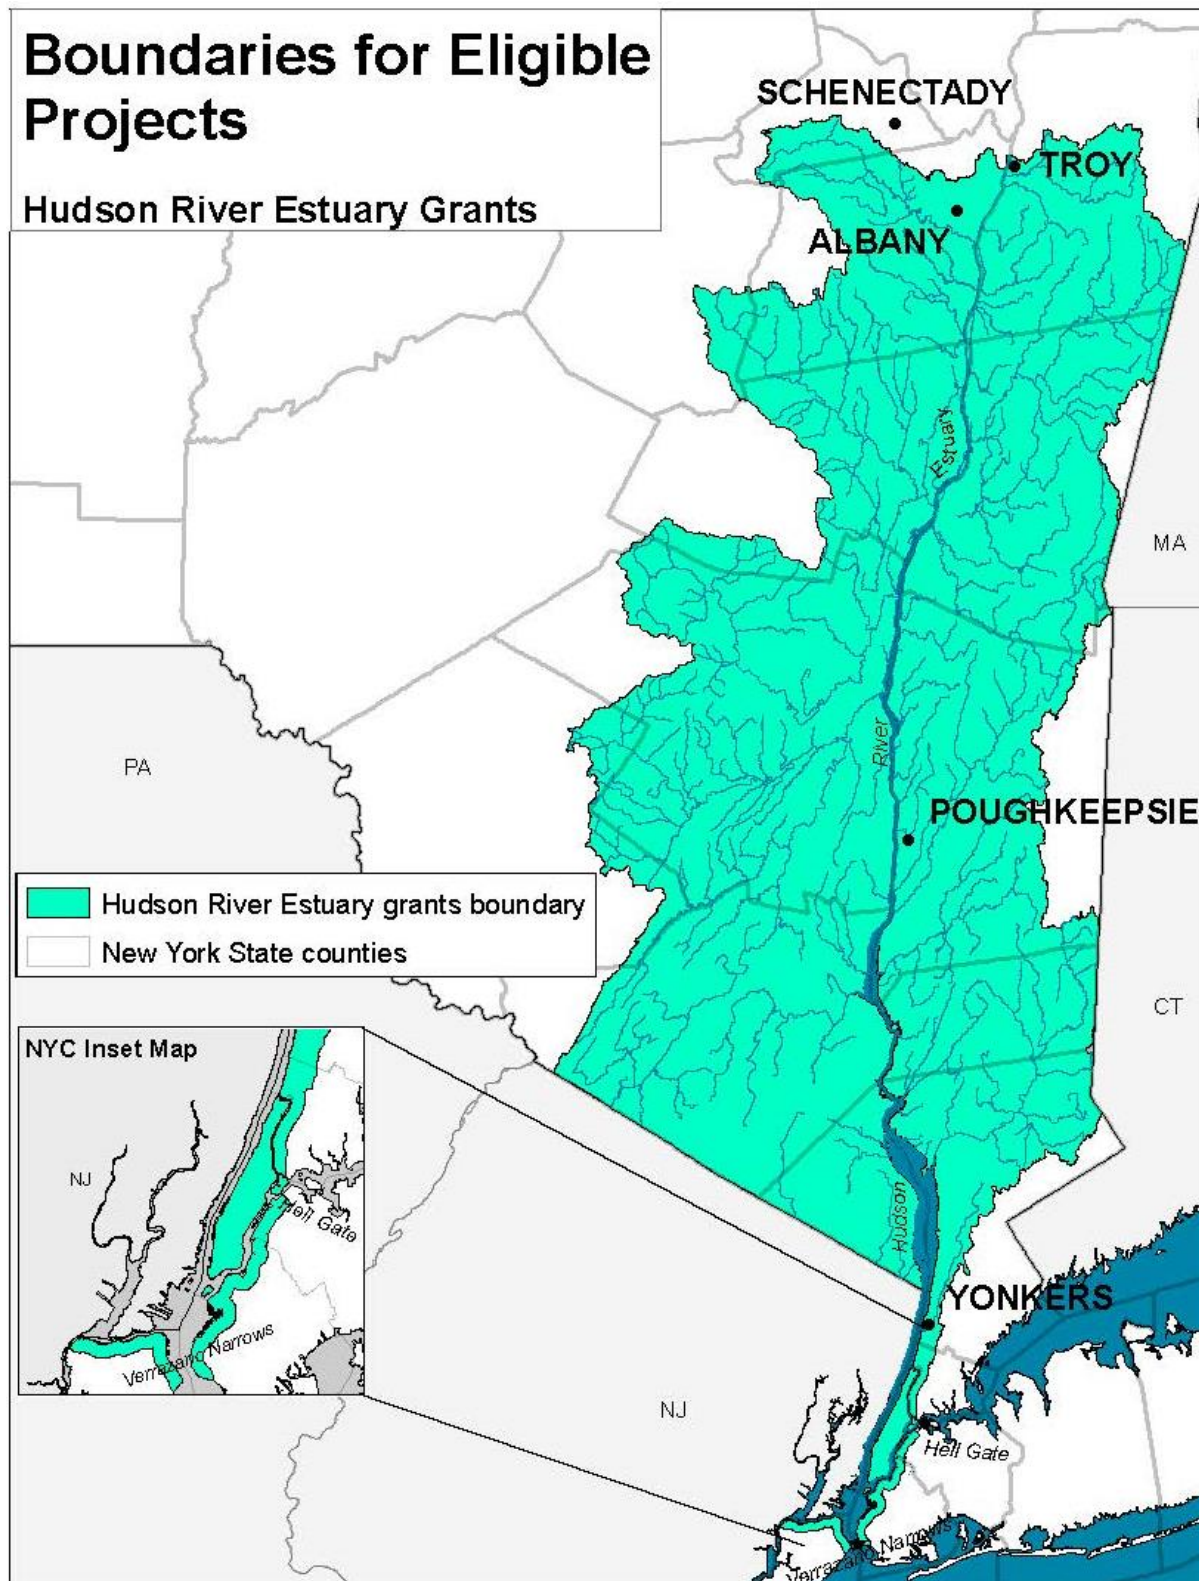 Boundaries for Eligible
Projects
Hudson River Estuary Grants
SCHENECTADY
TROY
ALBANY
Estuary
MA
River
PA
POUGHKEEPSIE
Hudson River Estuary grants boundary
New York State counties
CT
NYC Inset Map
NJ
Hell Gate
Verrazano Narrows
Hudson
YONKERS
NJ
Hell Gate
Verrazano Narrows